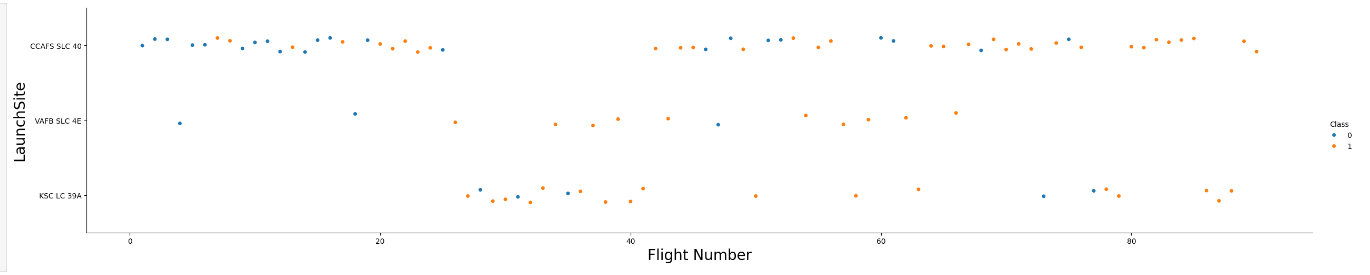 CCAFS SLC 40
VAFB SLC 4E
KSC LC 39A
LaunchSite
0 20 40 60 80
Flight Number
Class
0
1